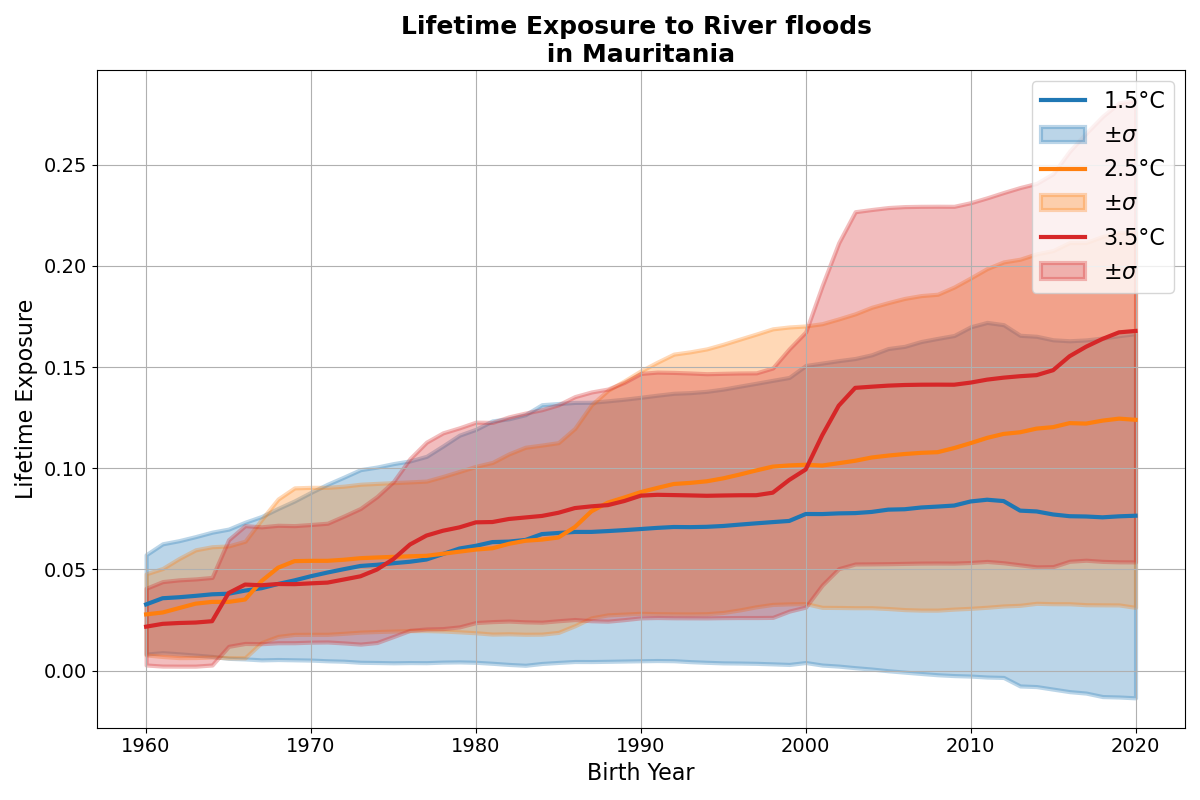 Lifetime Exposure to River floods
in Mauritania
1.5°C
±σ
2.5°C
±σ
3.5°C
±σ
0.25
0.20
0.15
0.10
0.05
0.00
Lifetime Exposure
1960 1970 1980 1990 2000 2010 2020
Birth Year